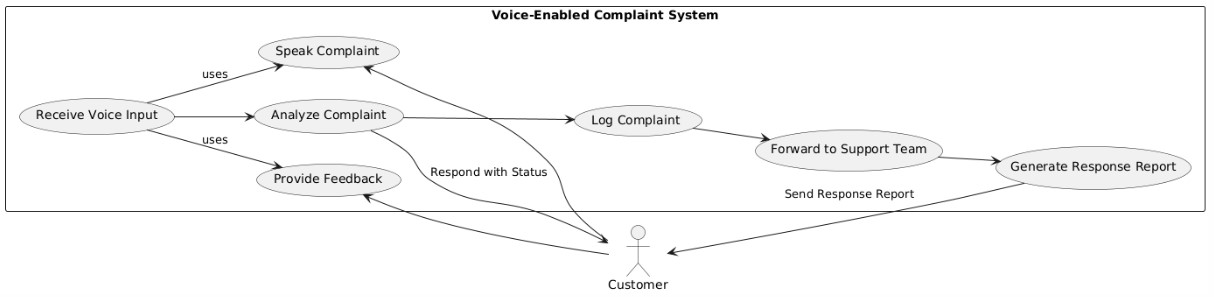 Voice-Enabled Complaint System
Speak Complaint
uses
Receive Voice Input
Analyze Complaint
Log Complaint
uses
Forward to Support Team
Provide Feedback
Respond with Status
Generate Response Report
Send Response Report
Customer